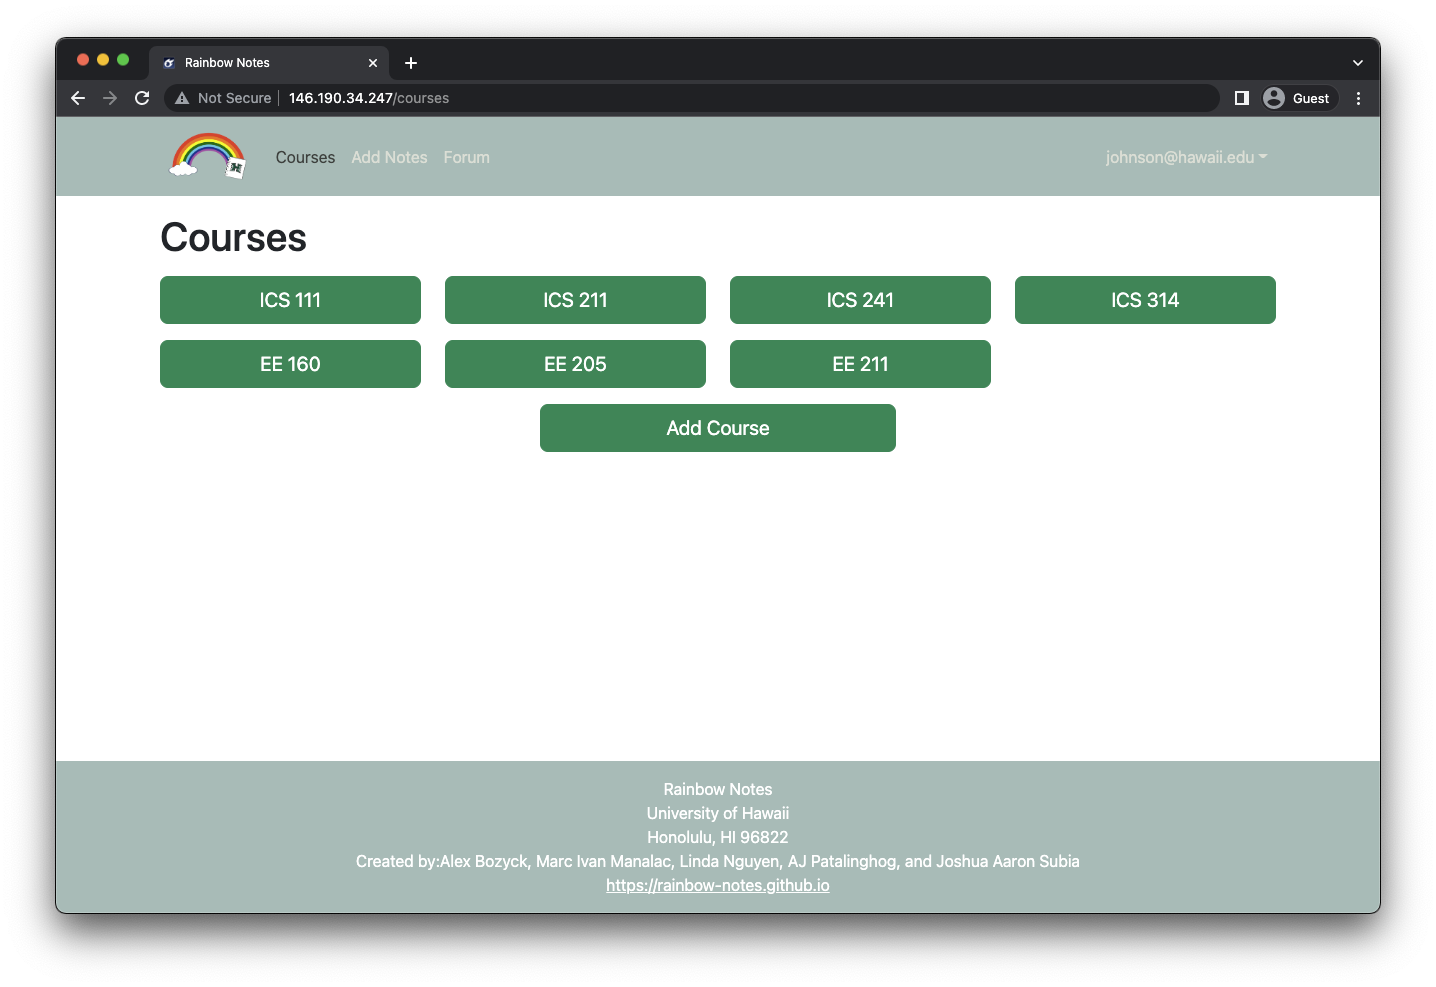 Rainbow Notes
Not Secure 146.190.34.247/courses
Guest
Courses Add Notes Forum
johnson@hawaii.edu
Courses
ICS 111 ICS 211 ICS 241 ICS 314
EE 160 EE 205 EE 211
Add Course
Rainbow Notes
University of Hawaii
Honolulu, HI 96822
Created by:Alex Bozyck, Marc Ivan Manalac, Linda Nguyen, AJ Patalinghog, and Joshua Aaron Subia
https://rainbow-notes.github.io